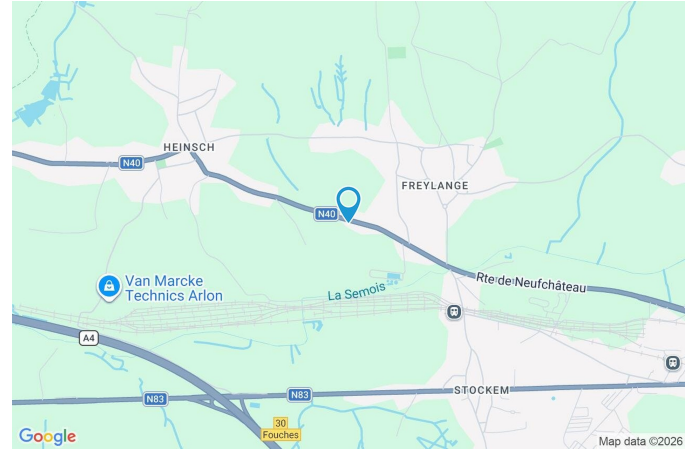 HEINSCH
N40
FREYLANGE
N40
Rte de Neufchâteau
Van Marcke
Technics Arlon
La Semois
A4
N83
N83
STOCKEM
30
Fouches
Google
Map data ©2026